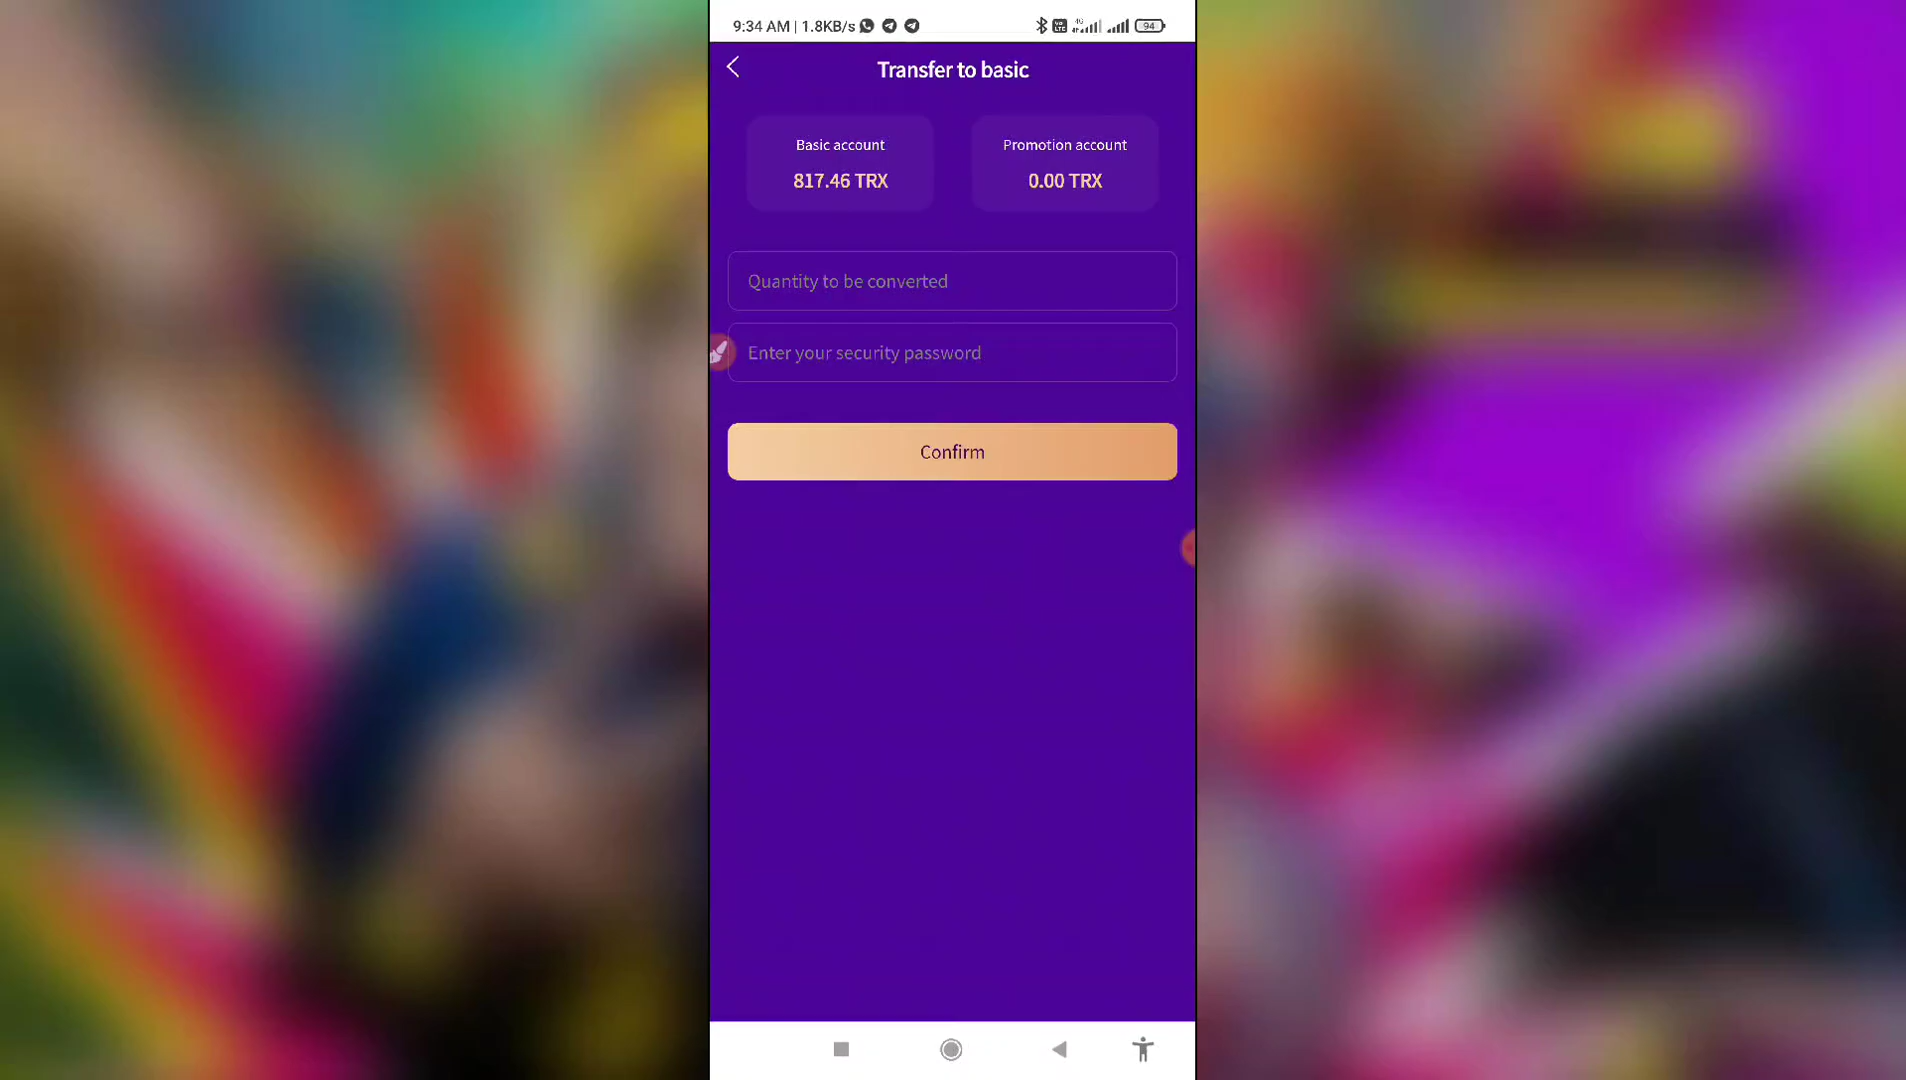 9:34 AM | 1.8KB/s
94
Transfer to basic
Basic account
817.46 TRX
Promotion account
0.00 TRX
Quantity to be converted
Enter your security password
Confirm